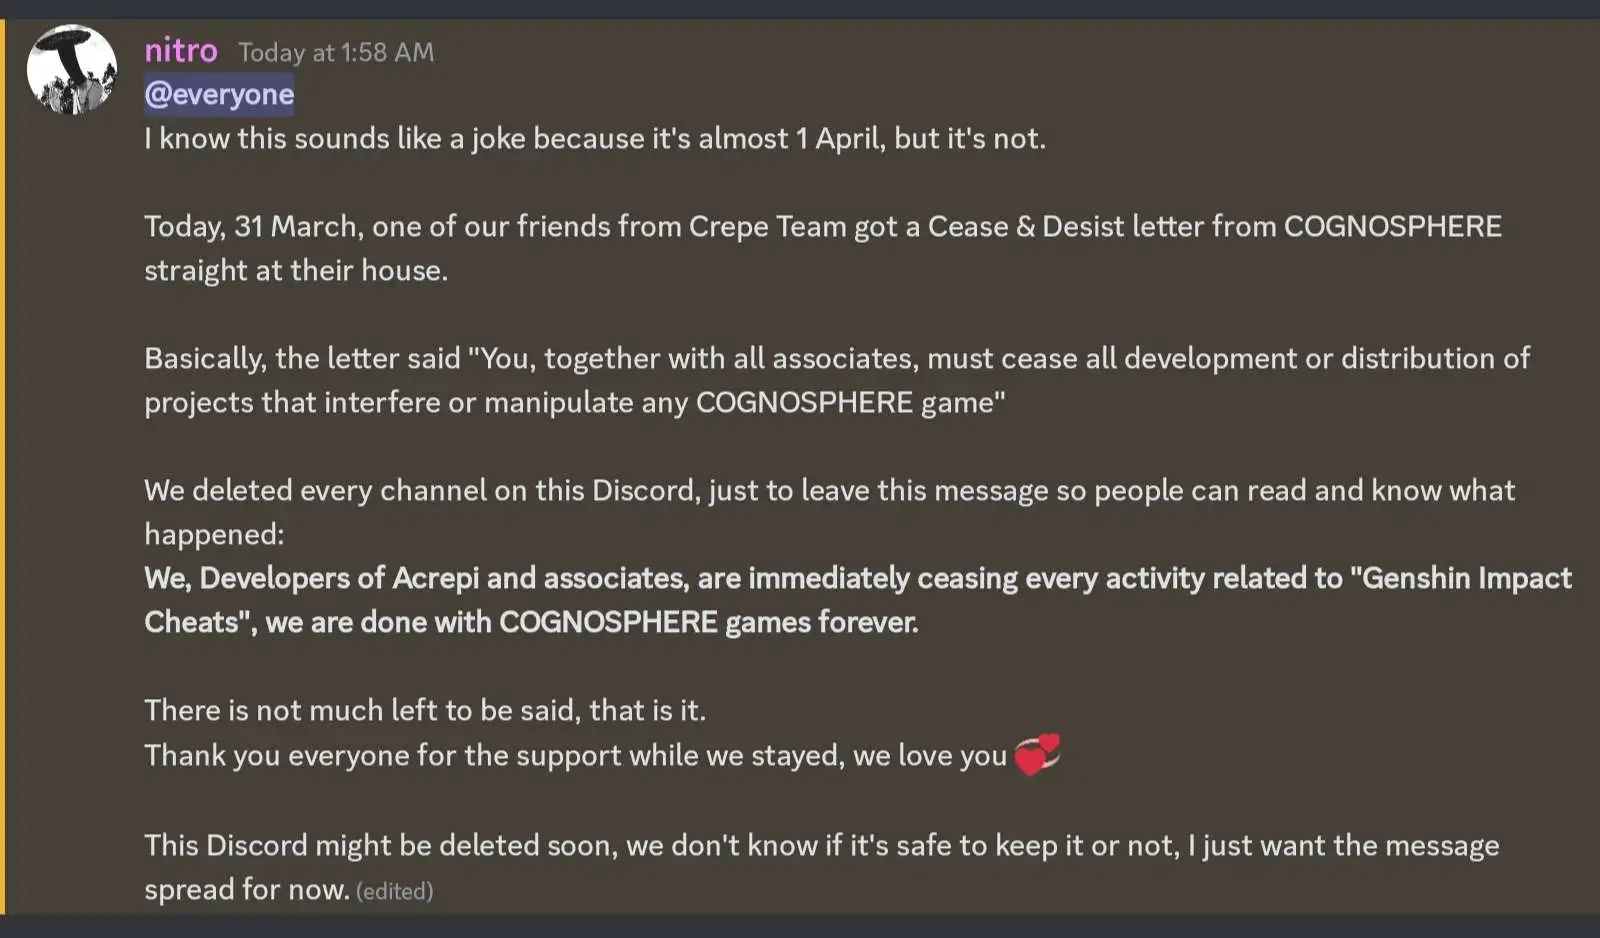 nitro Today at 1:58 AM
@everyone
I know this sounds like a joke because it's almost 1 April, but it's not.
Today, 31 March, one of our friends from Crepe Team got a Cease & Desist letter from COGNOSPHERE
straight at their house.
Basically, the letter said "You, together with all associates, must cease all development or distribution of
projects that interfere or manipulate any COGNOSPHERE game"
We deleted every channel on this Discord, just to leave this message so people can read and know what
happened:
We, Developers of Acrepi and associates, are immediately ceasing every activity related to "Genshin Impact
Cheats", we are done with COGNOSPHERE games forever.
There is not much left to be said, that is it.
Thank you everyone for the support while we stayed, we love you 💞
This Discord might be deleted soon, we don't know if it's safe to keep it or not, I just want the message
spread for now. (edited)